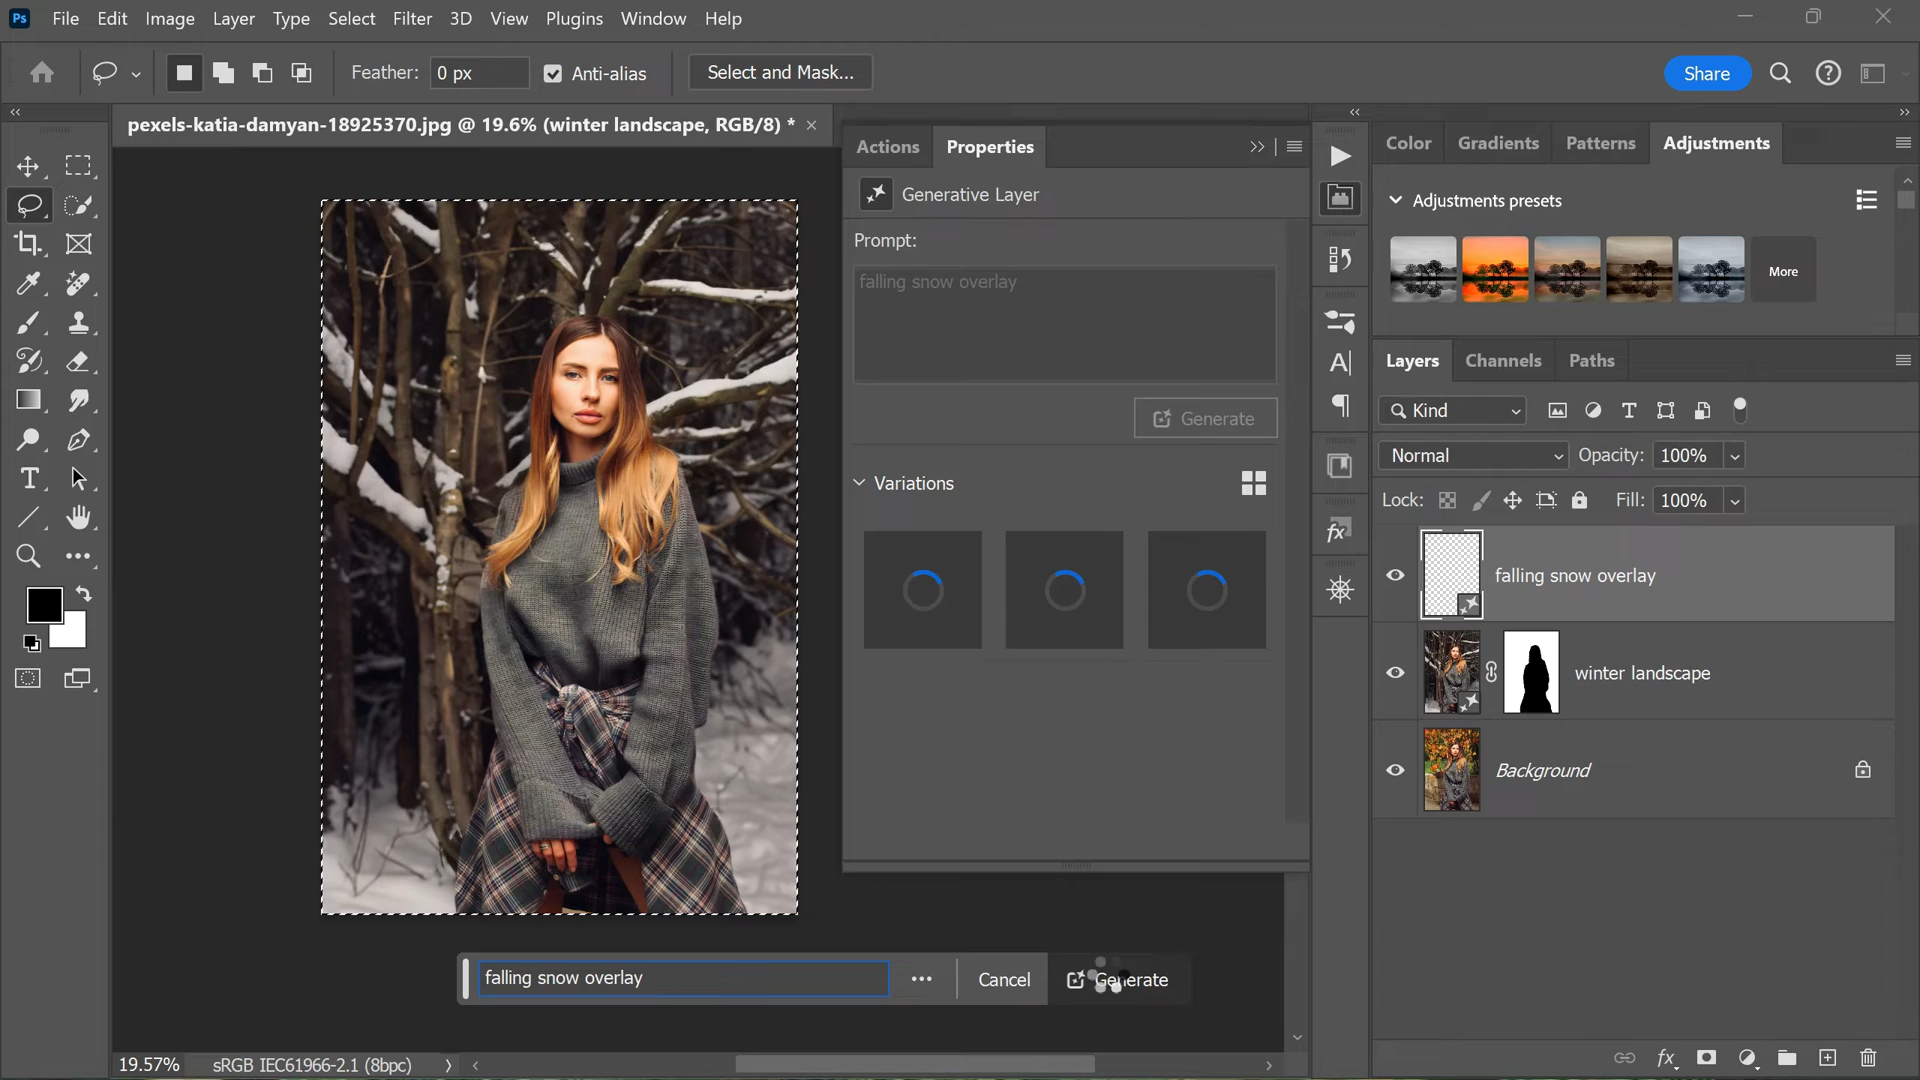 Ps File Edit Image Layer Type Select Filter 3D View Plugins Window Help
Feather: 0 px Anti-alias Select and Mask... Share
pexels-katia-damyan-18925370.jpg @ 19.6% (winter landscape, RGB/8) *
Actions Properties
Generative Layer
Prompt:
falling snow overlay
Generate
Variations
Color Gradients Patterns Adjustments
Adjustments presets
More
Layers Channels Paths
Kind
Normal Opacity: 100%
Lock: Fill: 100%
falling snow overlay
winter landscape
Background
falling snow overlay Cancel Generate
19.57% sRGB IEC61966-2.1 (8bpc)